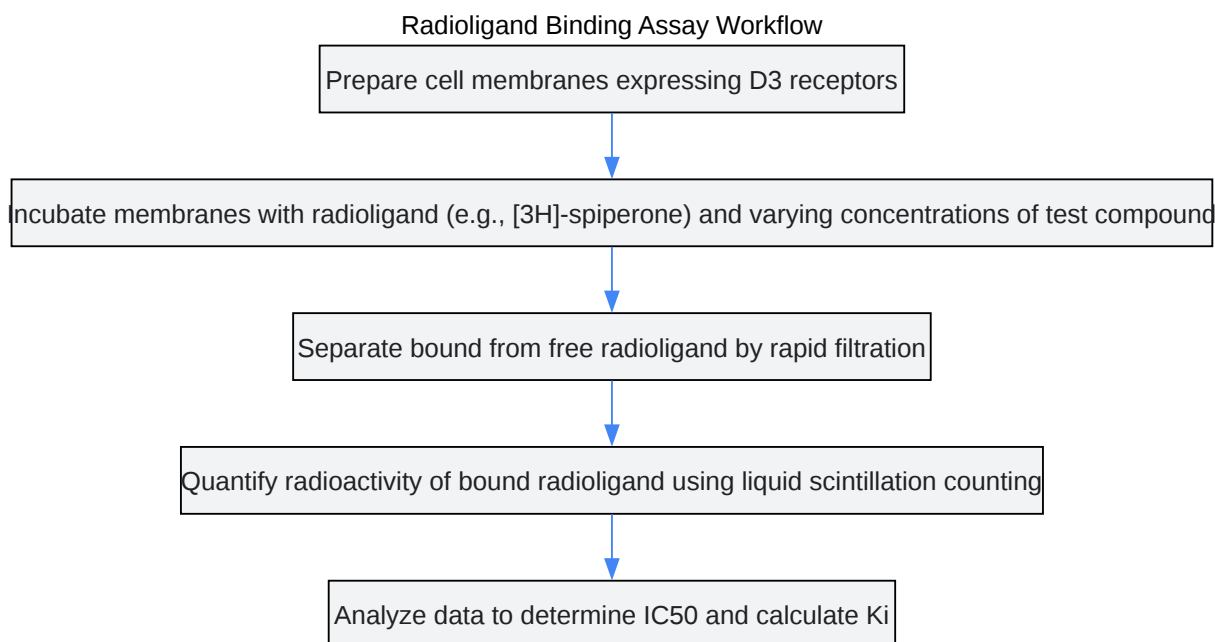 Radioligand Binding Assay Workflow
Prepare cell membranes expressing D3 receptors
Incubate membranes with radioligand (e.g., [3H]-spiperone) and varying concentrations of test compound
Separate bound from free radioligand by rapid filtration
Quantify radioactivity of bound radioligand using liquid scintillation counting
Analyze data to determine IC50 and calculate Ki